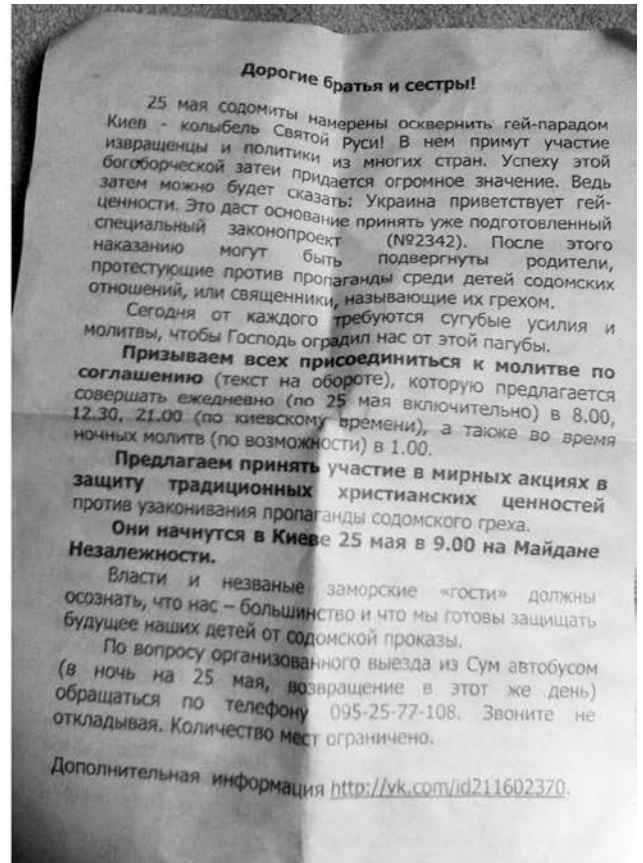 Дорогие братья и сестры!
25 мая содомиты намерены осквернить гей-парадом
Киев - колыбель Святой Руси! В нем примут участие
извращенцы и политики из многих стран. Успеху этой
богоборческой затеи придается огромное значение. Ведь
затем можно будет сказать: Украина приветствует гей-
ценности. Это даст основание принять уже подготовленный
специальный законопроект (№2342). После этого
наказанию могут быть подвергнуты родители,
протестующие против пропаганды среди детей содомских
отношений, или священники, называющие их грехом.
Сегодня от каждого требуются сугубые усилия и
молитвы, чтобы Господь оградил нас от этой пагубы.
Призываем всех присоединиться к молитве по
соглашению (текст на обороте), которую предлагается
совершать ежедневно (по 25 мая включительно) в 8.00,
12.30, 21.00 (по киевскому времени), а также во время
ночных молитв (по возможности) в 1.00.
Предлагаем принять участие в мирных акциях в
защиту традиционных христианских ценностей
против узаконивания пропаганды содомского греха.
Они начнутся в Киеве 25 мая в 9.00 на Майдане
Незалежности.
Власти и незваные заморские «гости» должны
осознать, что нас – большинство и что мы готовы защищать
будущее наших детей от содомской проказы.
По вопросу организованного выезда из Сум автобусом
(в ночь на 25 мая, возвращение в этот же день)
обращаться по телефону 095-25-77-108. Звоните не
откладывая. Количество мест ограничено.
Дополнительная информация http://vk.com/id211602370.